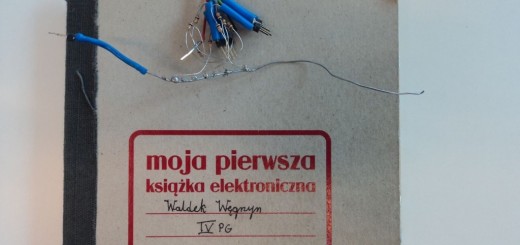 moja pierwsza
książka elektroniczna
Waldek Węgrzyn
IV PG